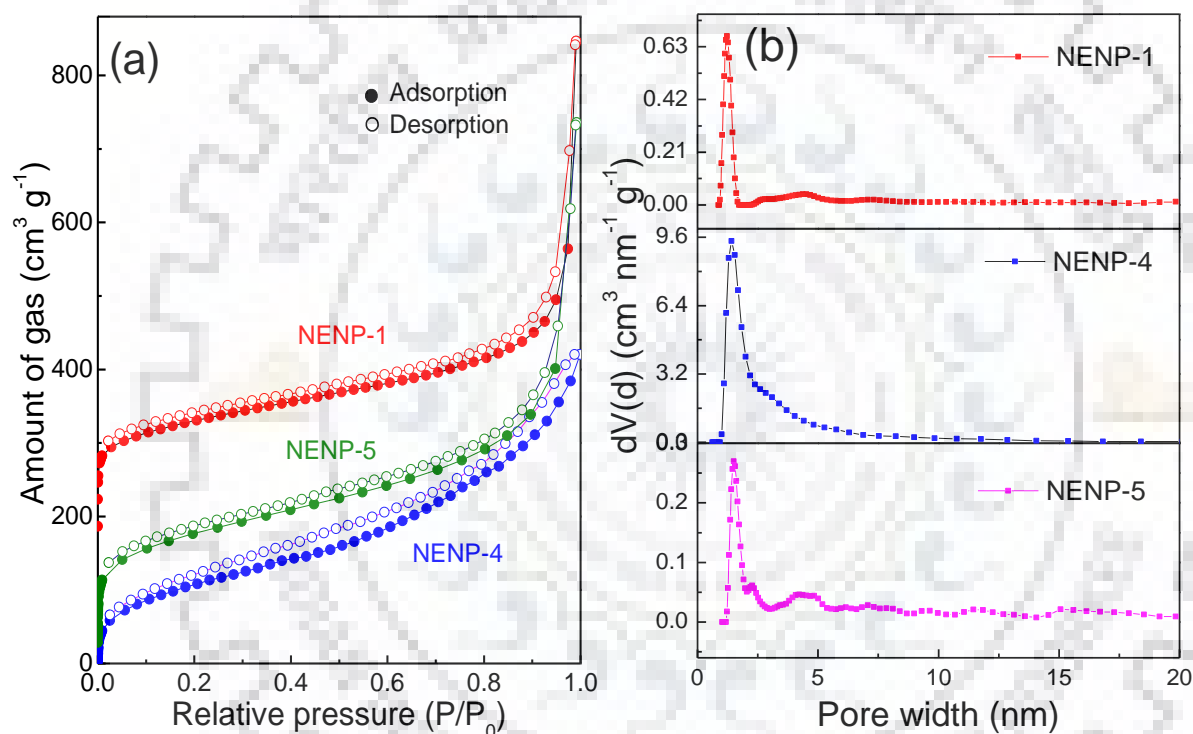 (a)
Adsorption
Desorption
NENP-1
NENP-5
NENP-4
Amount of gas (cm³ g⁻¹)
800
600
400
200
0
0.0 0.2 0.4 0.6 0.8 1.0
Relative pressure (P/P₀)
(b)
NENP-1
0.63
0.42
0.21
0.00
NENP-4
9.6
6.4
3.2
0.0
NENP-5
0.2
0.1
0.0
dV(d) (cm³ nm⁻¹ g⁻¹)
0 5 10 15 20
Pore width (nm)